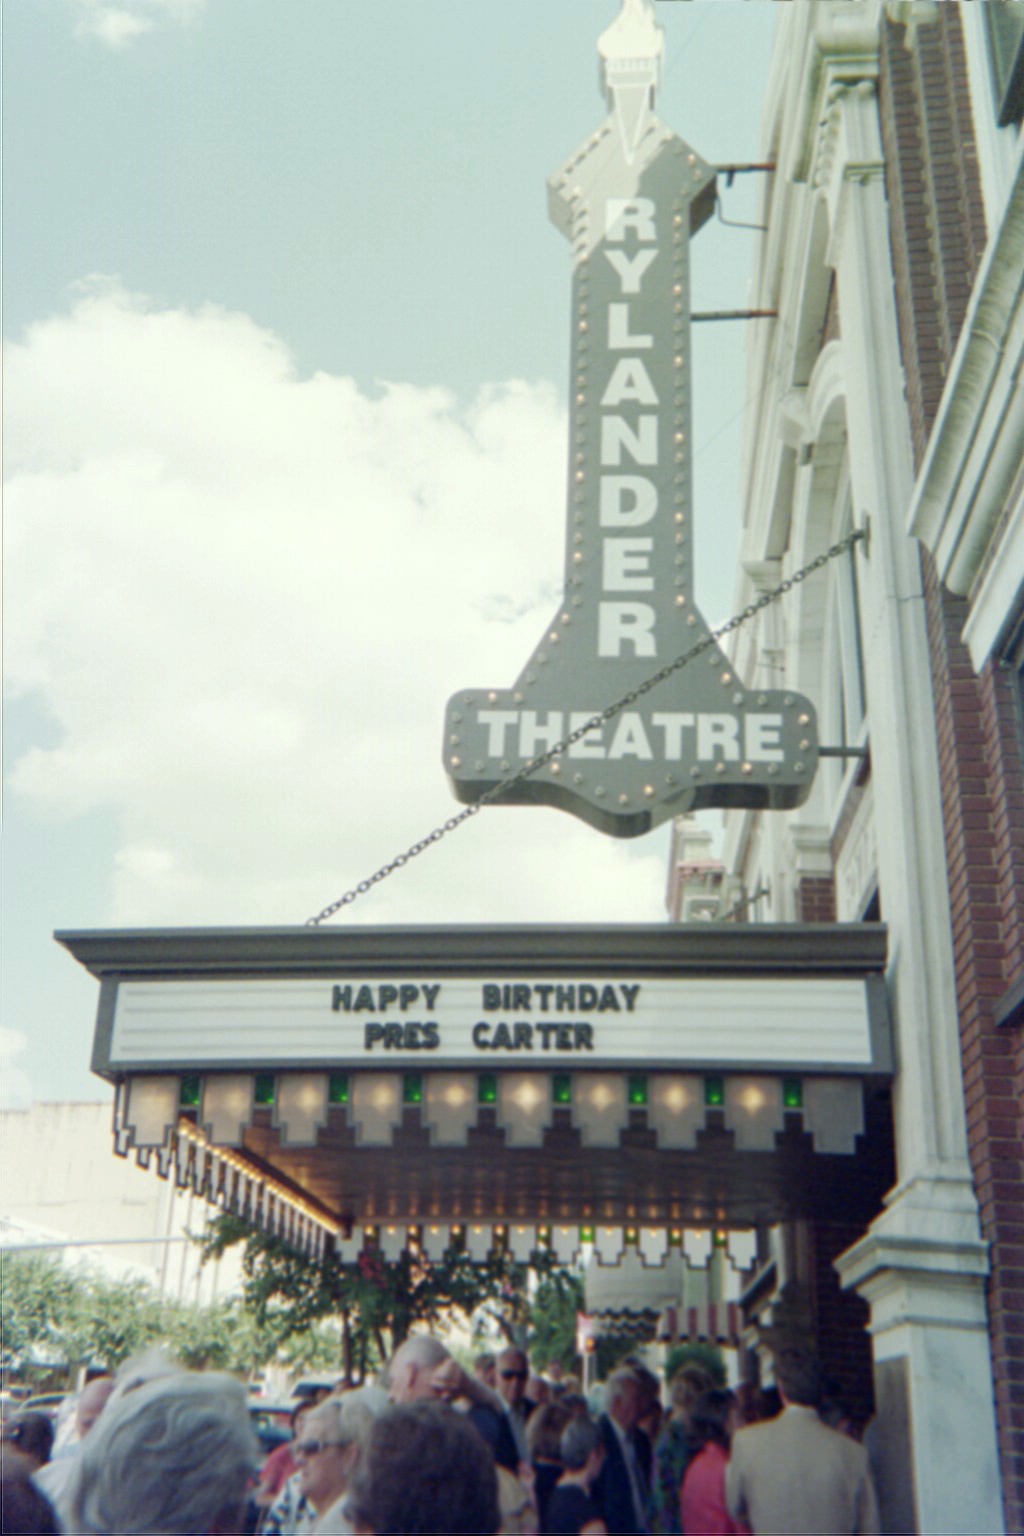 RYLANDER
THEATRE
HAPPY BIRTHDAY
PRES CARTER